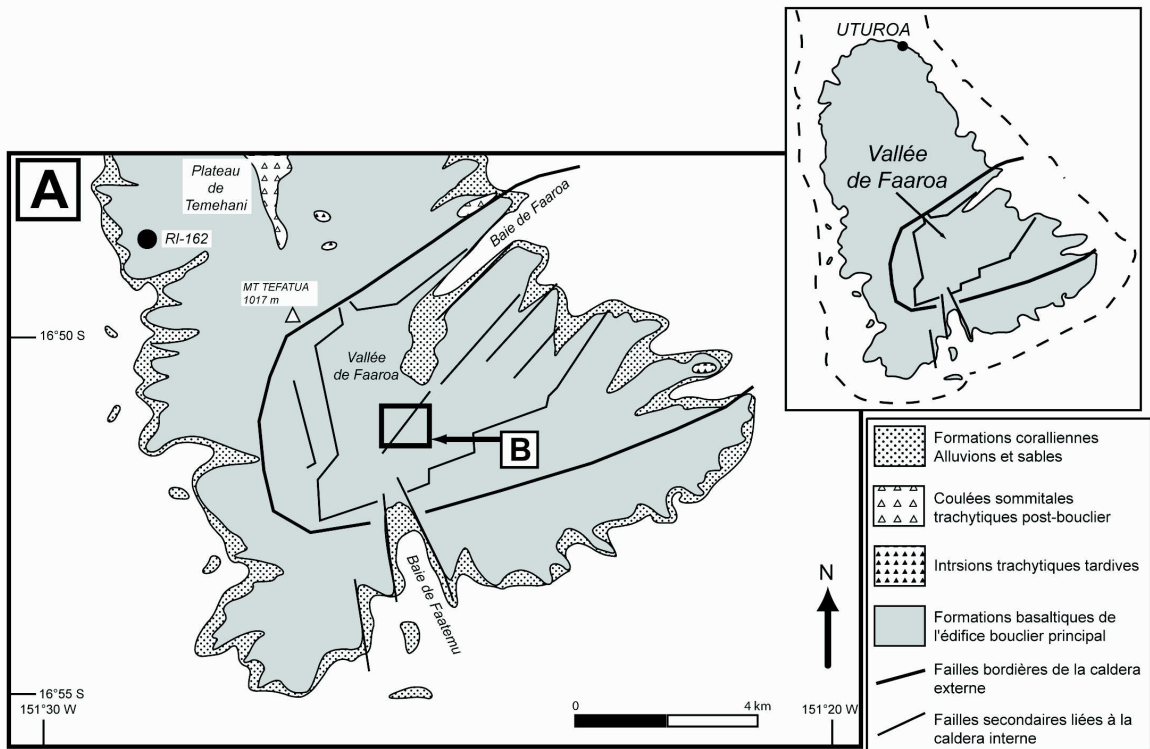 A
Plateau
de
Temehani
RI-162
MT TEFATUA
1017 m
Baie de Faaroa
Vallée
de Faaroa
B
Baie de Faatemu
16°50 S
16°55 S
151°30 W
151°20 W
0
4 km
N
UTUROA
Vallée
de Faaroa
Formations coralliennes
Alluvions et sables
Coulées sommitales
trachytiques post-bouclier
Intrsions trachytiques tardives
Formations basaltiques de
l'édifice bouclier principal
Failles bordières de la caldera
externe
Failles secondaires liées à la
caldera interne